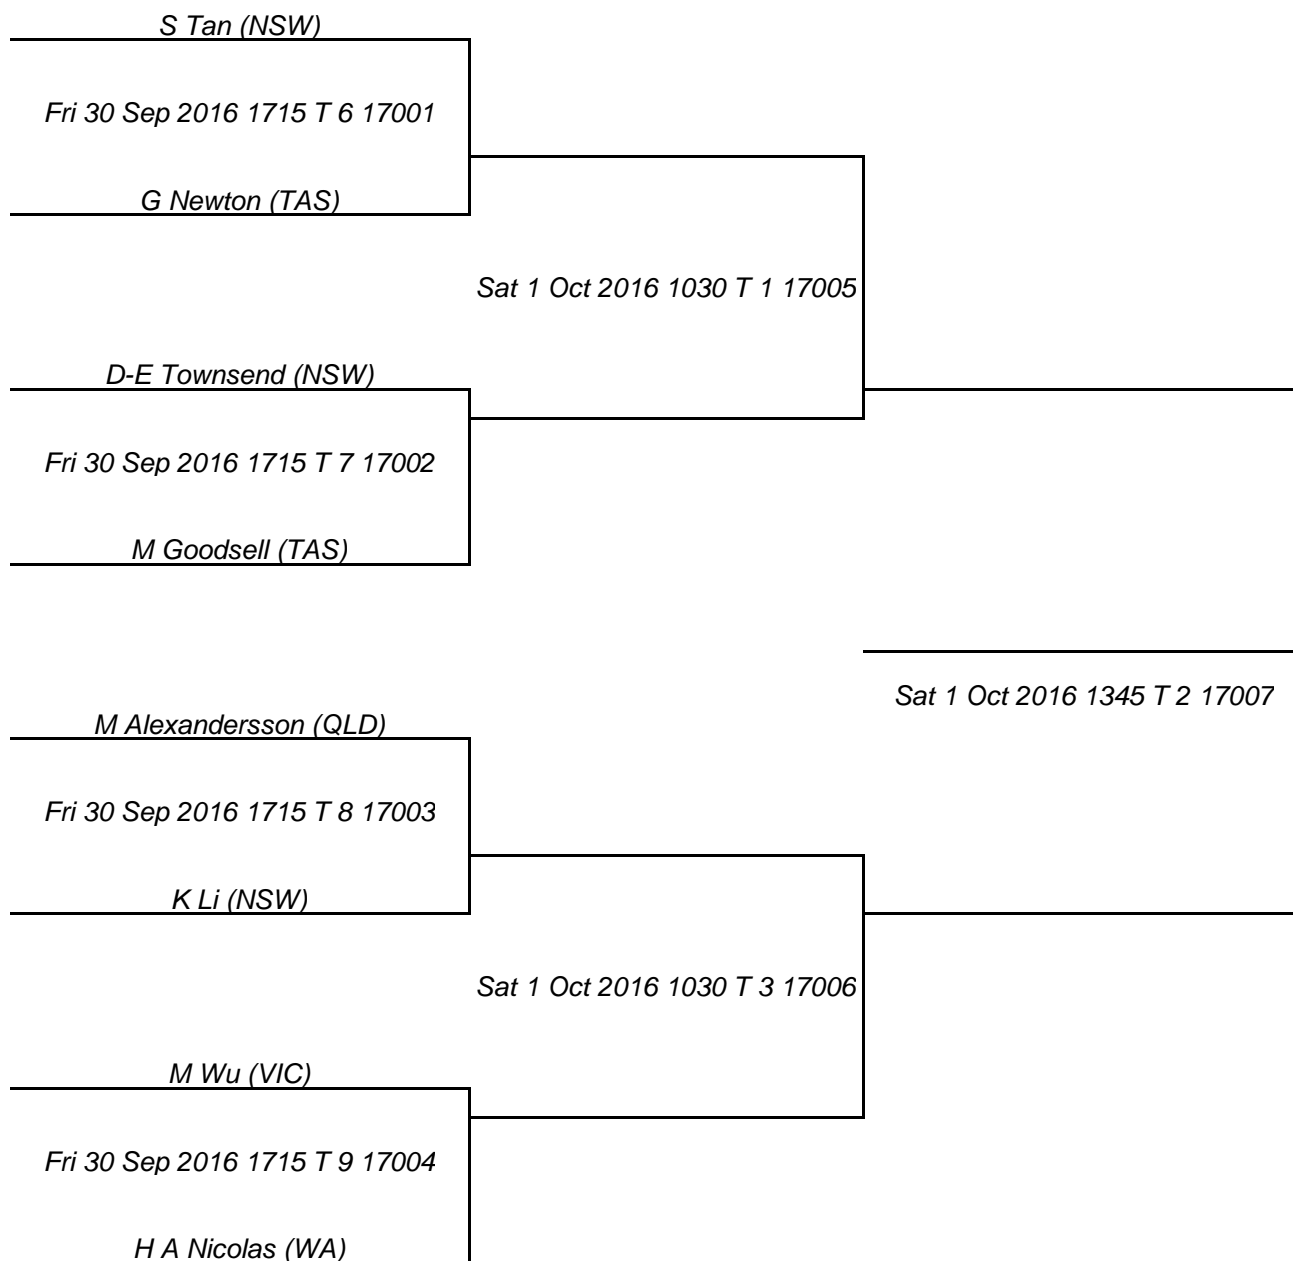 S Tan (NSW)
Fri 30 Sep 2016 1715 T 6 17001
G Newton (TAS)
Sat 1 Oct 2016 1030 T 1 17005
D-E Townsend (NSW)
Fri 30 Sep 2016 1715 T 7 17002
M Goodsell (TAS)
Sat 1 Oct 2016 1345 T 2 17007
M Alexandersson (QLD)
Fri 30 Sep 2016 1715 T 8 17003
K Li (NSW)
Sat 1 Oct 2016 1030 T 3 17006
M Wu (VIC)
Fri 30 Sep 2016 1715 T 9 17004
H A Nicolas (WA)